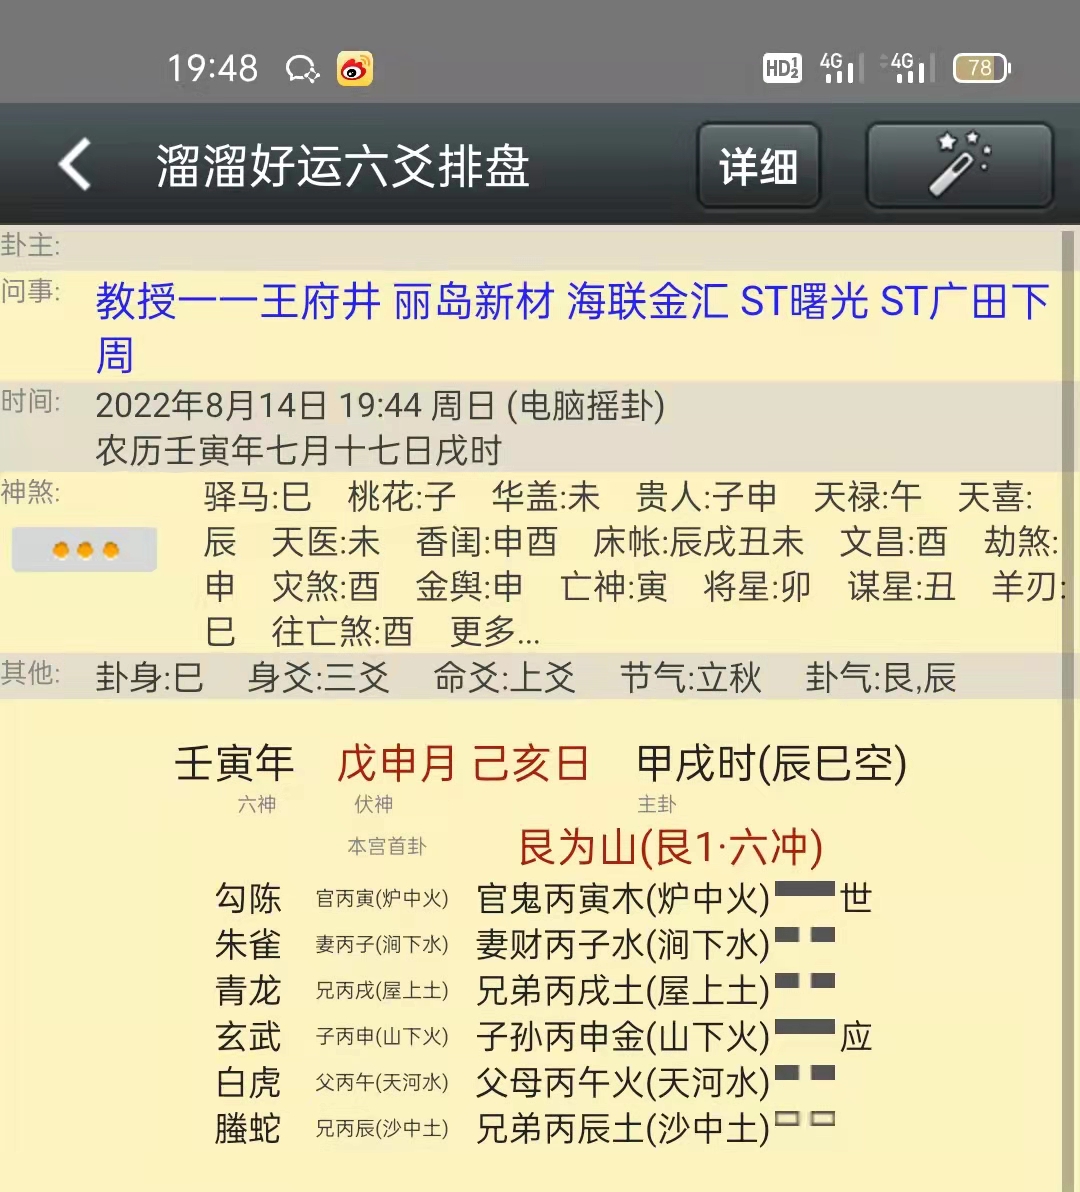 19:48
HD 1 2 4G 4G 78
溜溜好运六爻排盘 详细
卦主:
问事: 教授一一王府井 丽岛新材 海联金汇 ST曙光 ST广田下
周
时间: 2022年8月14日 19:44 周日 (电脑摇卦)
农历壬寅年七月十七日戌时
神煞: 驿马:巳 桃花:子 华盖:未 贵人:子申 天禄:午 天喜:
辰 天医:未 香闺:申酉 床帐:辰戌丑未 文昌:酉 劫煞:
申 灾煞:酉 金舆:申 亡神:寅 将星:卯 谋星:丑 羊刃:
巳 往亡煞:酉 更多...
其他: 卦身:巳 身爻:三爻 命爻:上爻 节气:立秋 卦气:艮,辰
壬寅年 戊申月 己亥日 甲戌时(辰巳空)
六神 伏神 主卦
本宫首卦 艮为山(艮1·六冲)
勾陈 官丙寅(炉中火) 官鬼丙寅木(炉中火) 世
朱雀 妻丙子(涧下水) 妻财丙子水(涧下水)
青龙 兄丙戌(屋上土) 兄弟丙戌土(屋上土)
玄武 子丙申(山下火) 子孙丙申金(山下火) 应
白虎 父丙午(天河水) 父母丙午火(天河水)
螣蛇 兄丙辰(沙中土) 兄弟丙辰土(沙中土)